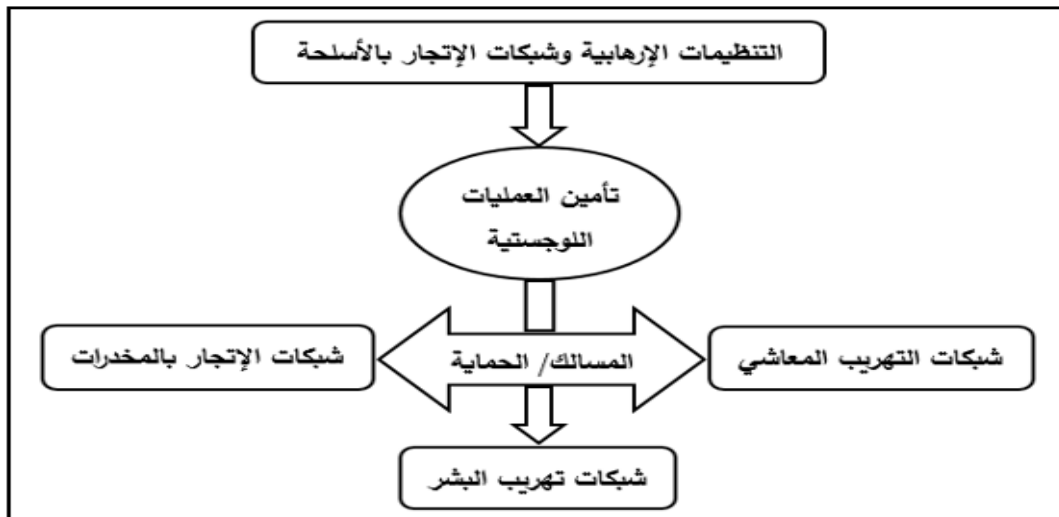 التنظيمات الإرهابية وشبكات الإتجار بالأسلحة
تأمين العمليات
اللوجستية
شبكات التهريب المعاشي
المسالك/ الحماية
شبكات الإتجار بالمخدرات
شبكات تهريب البشر